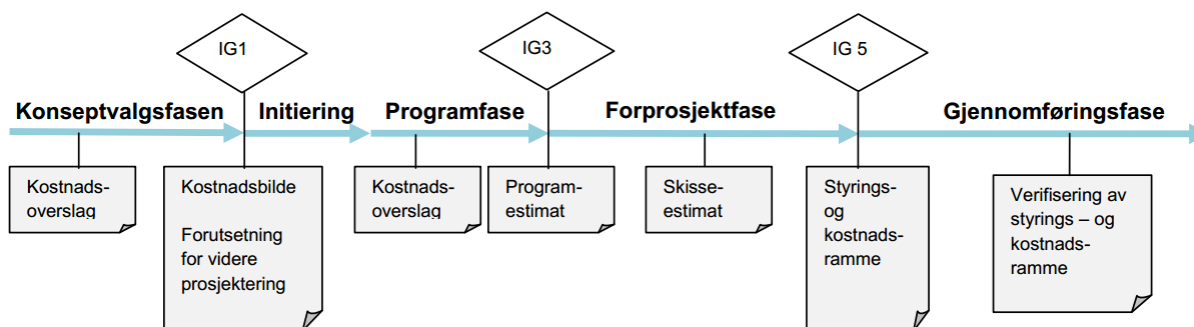 IG1
IG3
IG 5
Konseptvalgsfasen
Initiering
Programfase
Forprosjektfase
Gjennomføringsfase
Kostnads-
overslag
Kostnadsbilde
Forutsetning
for videre
prosjektering
Kostnads-
overslag
Program-
estimat
Skisse-
estimat
Styrings-
og
kostnads-
ramme
Verifisering av
styrings – og
kostnads-
ramme